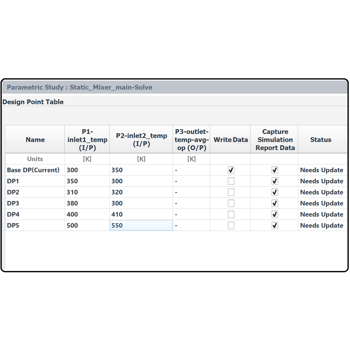 Parametric Study : Static_Mixer_main-Solve
Design Point Table
Name P1-inlet1_temp (I/P) P2-inlet2_temp (I/P) P3-outlet-temp-avg-op (O/P) Write Data Capture Simulation Report Data Status
Units [K] [K] [K]
Base DP(Current) 300 350 - Needs Update
DP1 350 300 - Needs Update
DP2 310 320 - Needs Update
DP3 380 300 - Needs Update
DP4 400 410 - Needs Update
DP5 500 550 - Needs Update